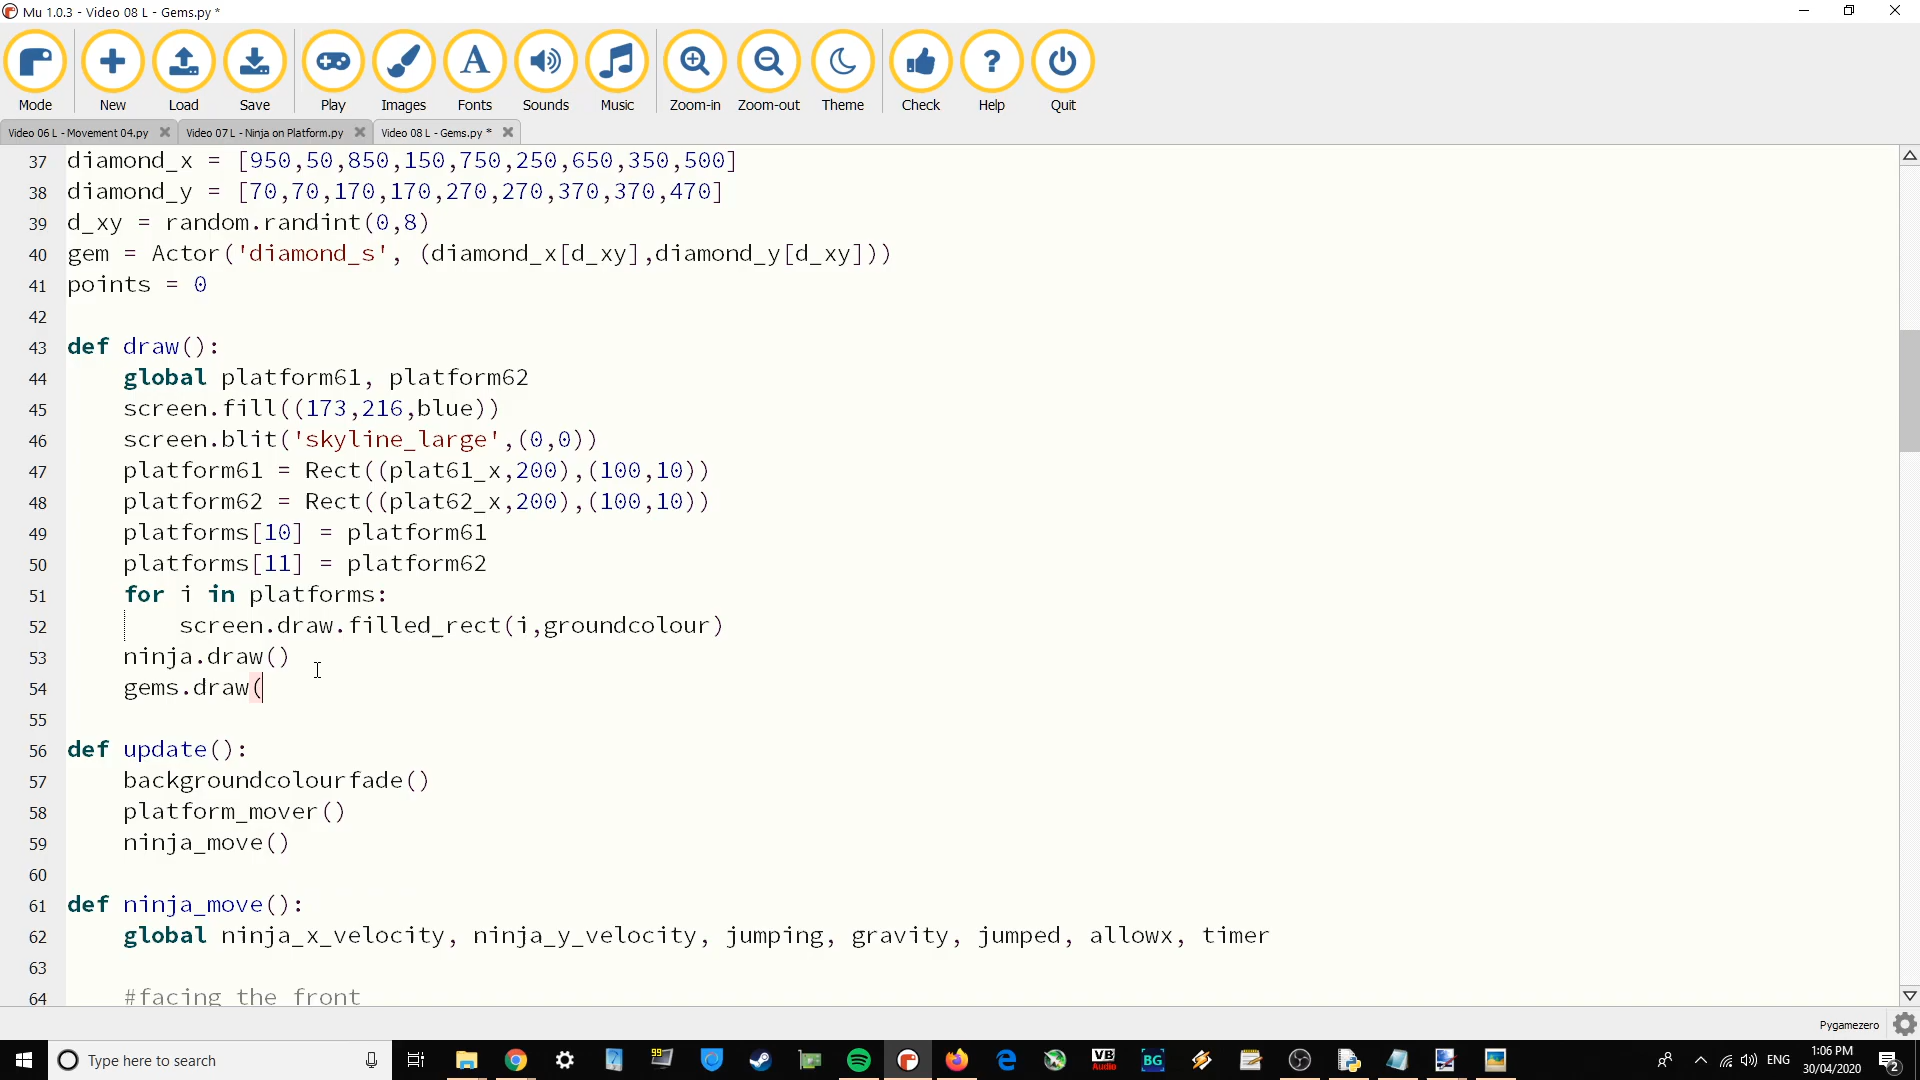 Mu 1.0.3 - Video 08 L - Gems.py *
Mode New Load Save Play Images Fonts Sounds Music Zoom-in Zoom-out Theme Check Help Quit
Video 06 L - Movement 04.py Video 07 L - Ninja on Platform.py Video 08 L - Gems.py *
37 diamond_x = [950,50,850,150,750,250,650,350,500]
38 diamond_y = [70,70,170,170,270,270,370,370,470]
39 d_xy = random.randint(0,8)
40 gem = Actor('diamond_s', (diamond_x[d_xy],diamond_y[d_xy]))
41 points = 0
42
43 def draw():
44 global platform61, platform62
45 screen.fill((173,216,blue))
46 screen.blit('skyline_large',(0,0))
47 platform61 = Rect((plat61_x,200),(100,10))
48 platform62 = Rect((plat62_x,200),(100,10))
49 platforms[10] = platform61
50 platforms[11] = platform62
51 for i in platforms:
52 screen.draw.filled_rect(i,groundcolour)
53 ninja.draw()
54 gems.draw(
55
56 def update():
57 backgroundcolourfade()
58 platform_mover()
59 ninja_move()
60
61 def ninja_move():
62 global ninja_x_velocity, ninja_y_velocity, jumping, gravity, jumped, allowx, timer
63
64 #facing the front
Pygamezero
Type here to search
99 VB Audio BG ENG 1:06 PM 2
30/04/2020